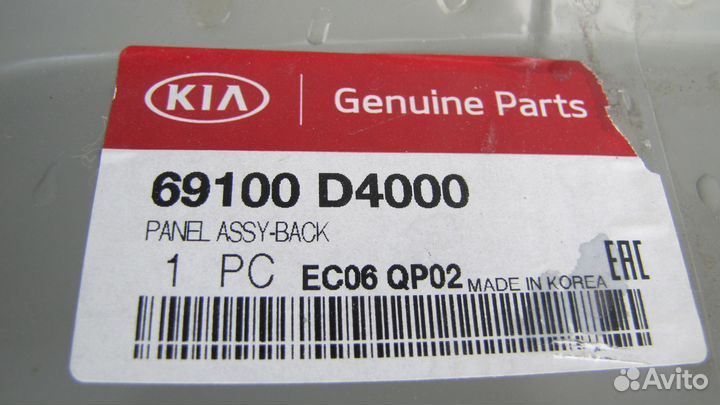 KIA Genuine Parts
69100 D4000
PANEL ASSY-BACK
1 PC EC06 QP02 MADE IN KOREA EAC
Avito